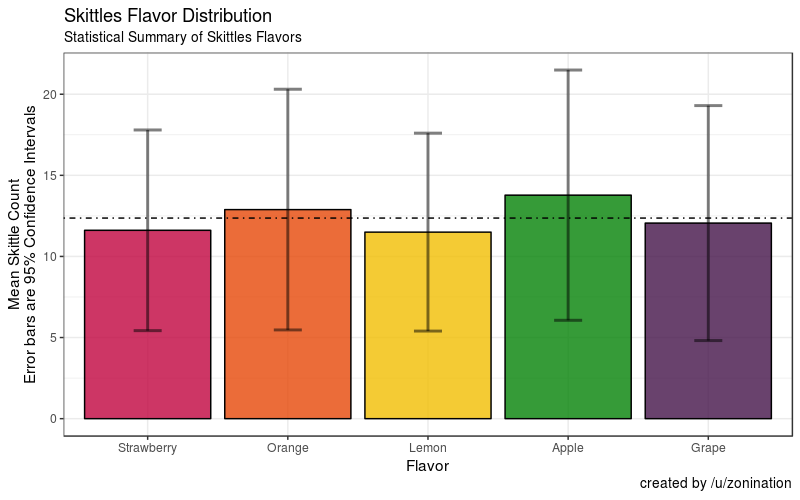 Skittles Flavor Distribution
Statistical Summary of Skittles Flavors
Mean Skittle Count
Error bars are 95% Confidence Intervals
20
15
10
5
0
Strawberry Orange Lemon Apple Grape
Flavor
created by /u/zonination